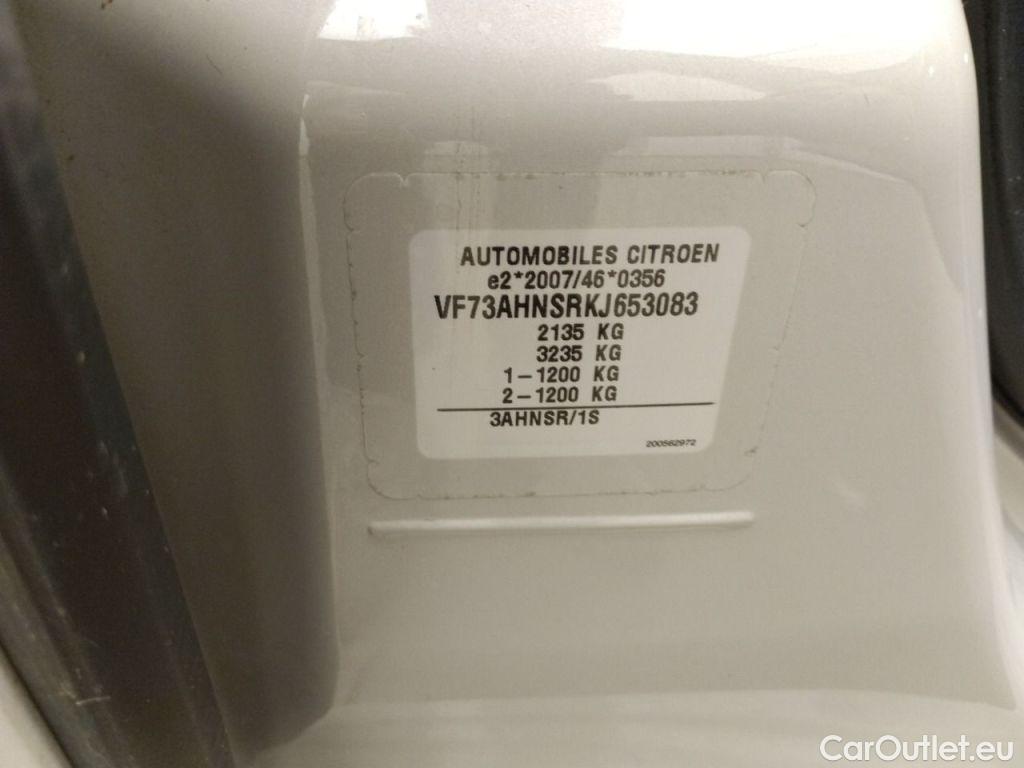 AUTOMOBILES CITROEN
e2*2007/46*0356
VF73AHNSRKJ653083
2135 KG
3235 KG
1-1200 KG
2-1200 KG
3AHNSR/1S
200562972
CarOutlet.eu